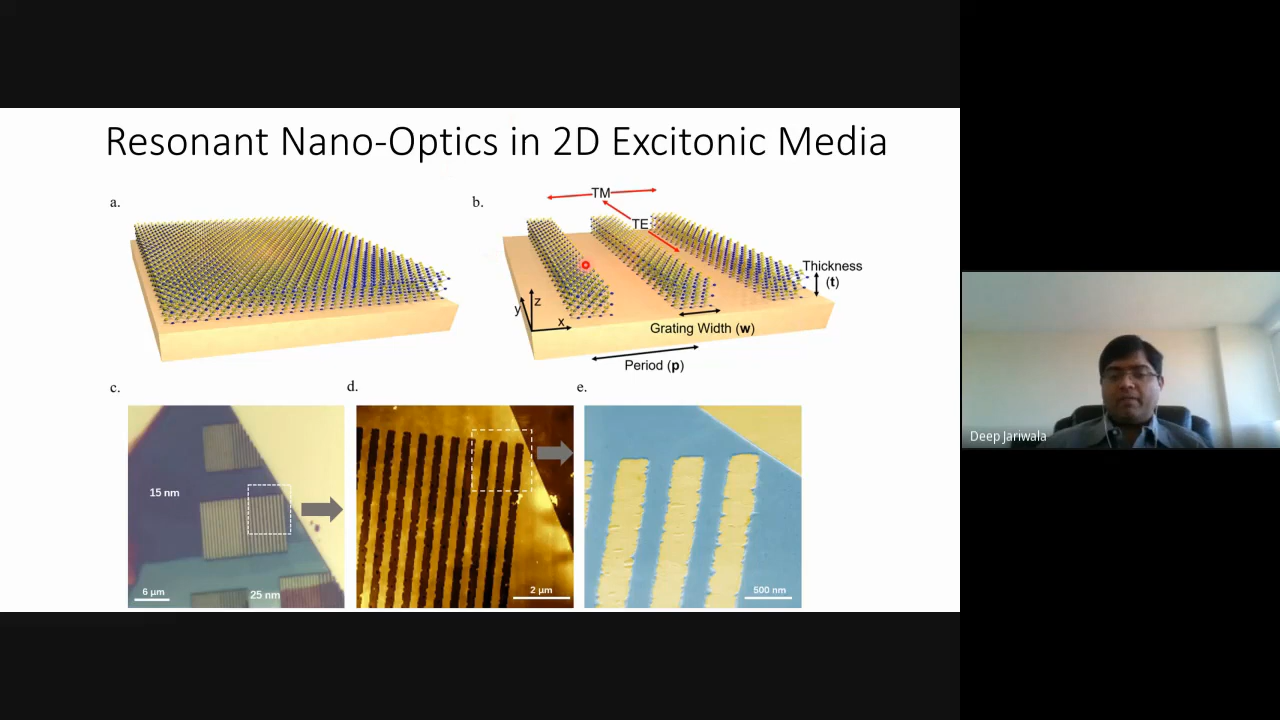 Resonant Nano-Optics in 2D Excitonic Media
a.
b.
TM
TE
Thickness
(t)
z
y
x
Grating Width (w)
Period (p)
c.
d.
e.
15 nm
25 nm
6 µm
2 µm
500 nm
Deep Jariwala